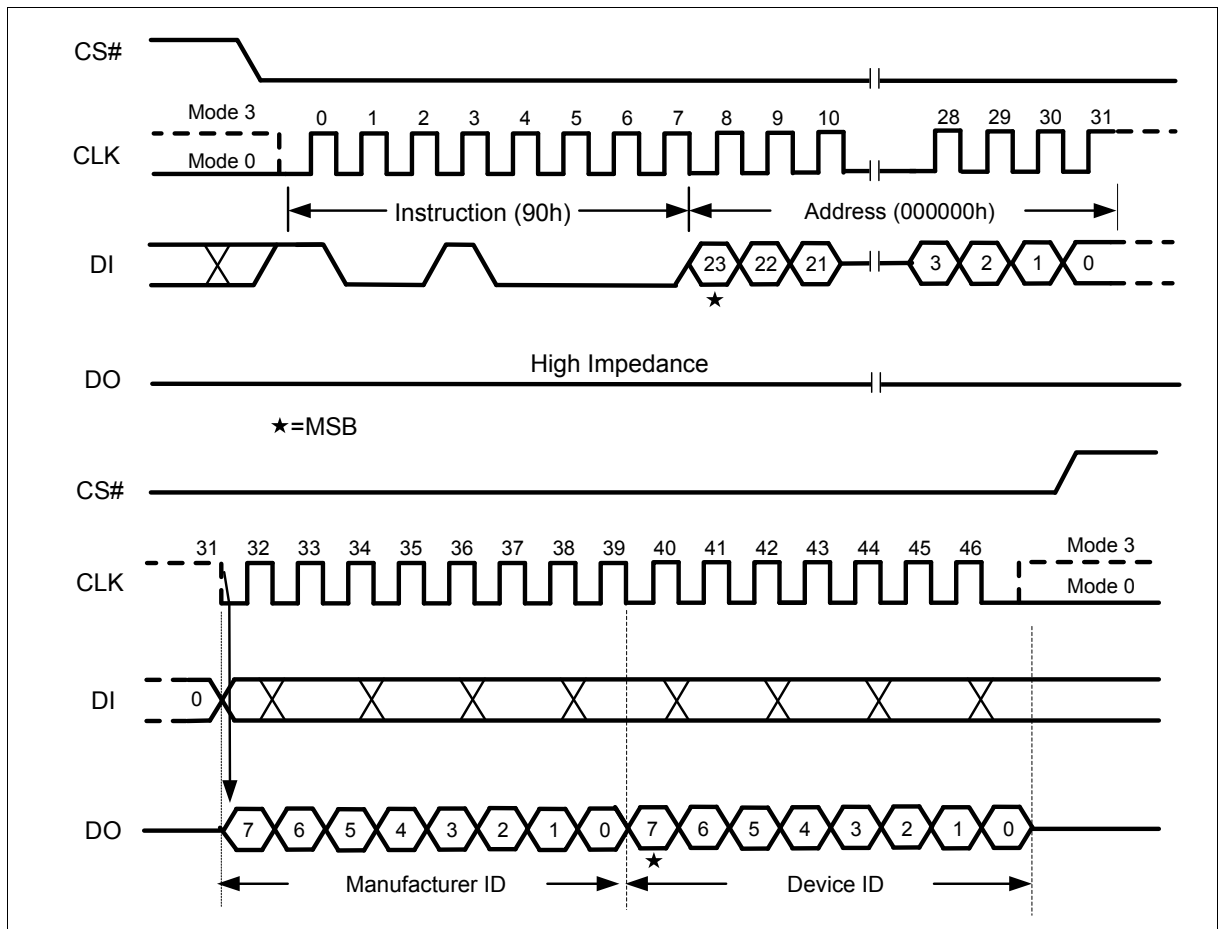 CS#
Mode 3
0 1 2 3 4 5 6 7 8 9 10 28 29 30 31
CLK
Mode 0
Instruction (90h) Address (000000h)
DI 23 22 21 3 2 1 0
★
High Impedance
DO
★=MSB
CS#
31 32 33 34 35 36 37 38 39 40 41 42 43 44 45 46 Mode 3
CLK Mode 0
DI 0
DO 7 6 5 4 3 2 1 0 7 6 5 4 3 2 1 0
★
Manufacturer ID Device ID